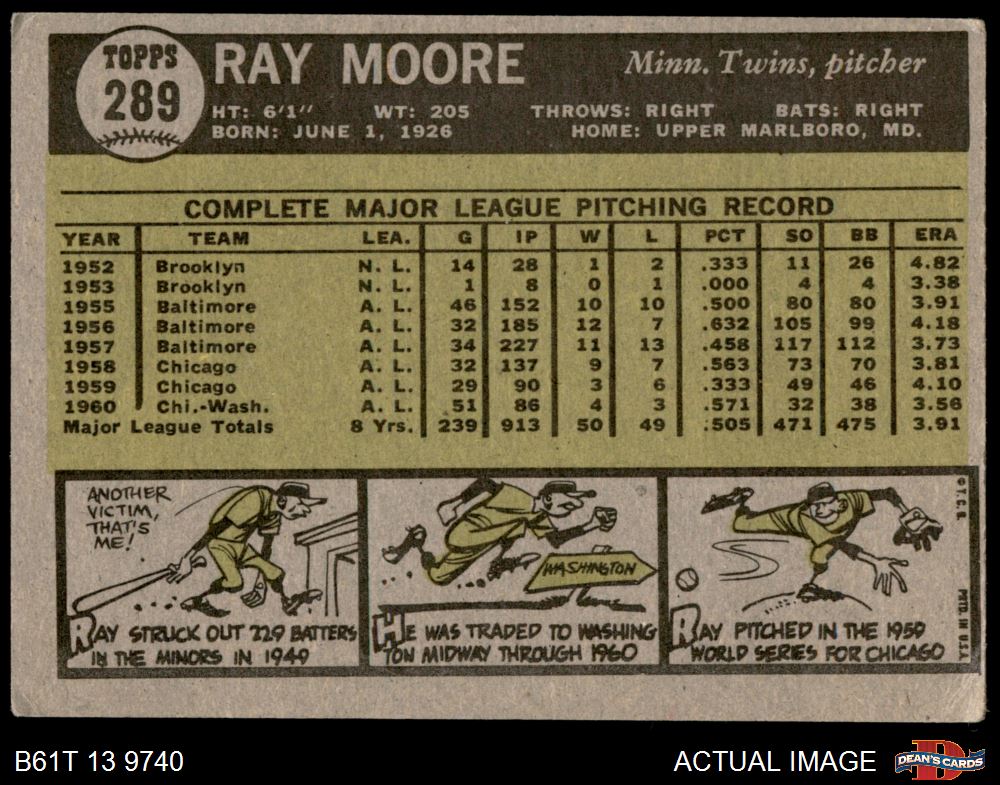 TOPPS
289
RAY MOORE
Minn. Twins, pitcher
HT: 6'1" WT: 205 THROWS: RIGHT BATS: RIGHT
BORN: JUNE 1, 1926 HOME: UPPER MARLBORO, MD.
COMPLETE MAJOR LEAGUE PITCHING RECORD
YEAR TEAM LEA. G IP W L PCT SO BB ERA
1952 Brooklyn N. L. 14 28 1 2 .333 11 26 4.82
1953 Brooklyn N. L. 1 8 0 1 .000 4 4 3.38
1955 Baltimore A. L. 46 152 10 10 .500 80 80 3.91
1956 Baltimore A. L. 32 185 12 7 .632 105 99 4.18
1957 Baltimore A. L. 34 227 11 13 .458 117 112 3.73
1958 Chicago A. L. 32 137 9 7 .563 73 70 3.81
1959 Chicago A. L. 29 90 3 6 .333 49 46 4.10
1960 Chi.-Wash. A. L. 51 86 4 3 .571 32 38 3.56
Major League Totals 8 Yrs. 239 913 50 49 .505 471 475 3.91
ANOTHER
VICTIM,
THAT'S
ME!
RAY STRUCK OUT 229 BATTERS
IN THE MINORS IN 1949
WASHINGTON
HE WAS TRADED TO WASHING
TON MIDWAY THROUGH 1960
RAY PITCHED IN THE 1959
WORLD SERIES FOR CHICAGO
© T. C. G.
PTD. IN U.S.A.
B61T 13 9740
ACTUAL IMAGE
DEAN'S CARDS